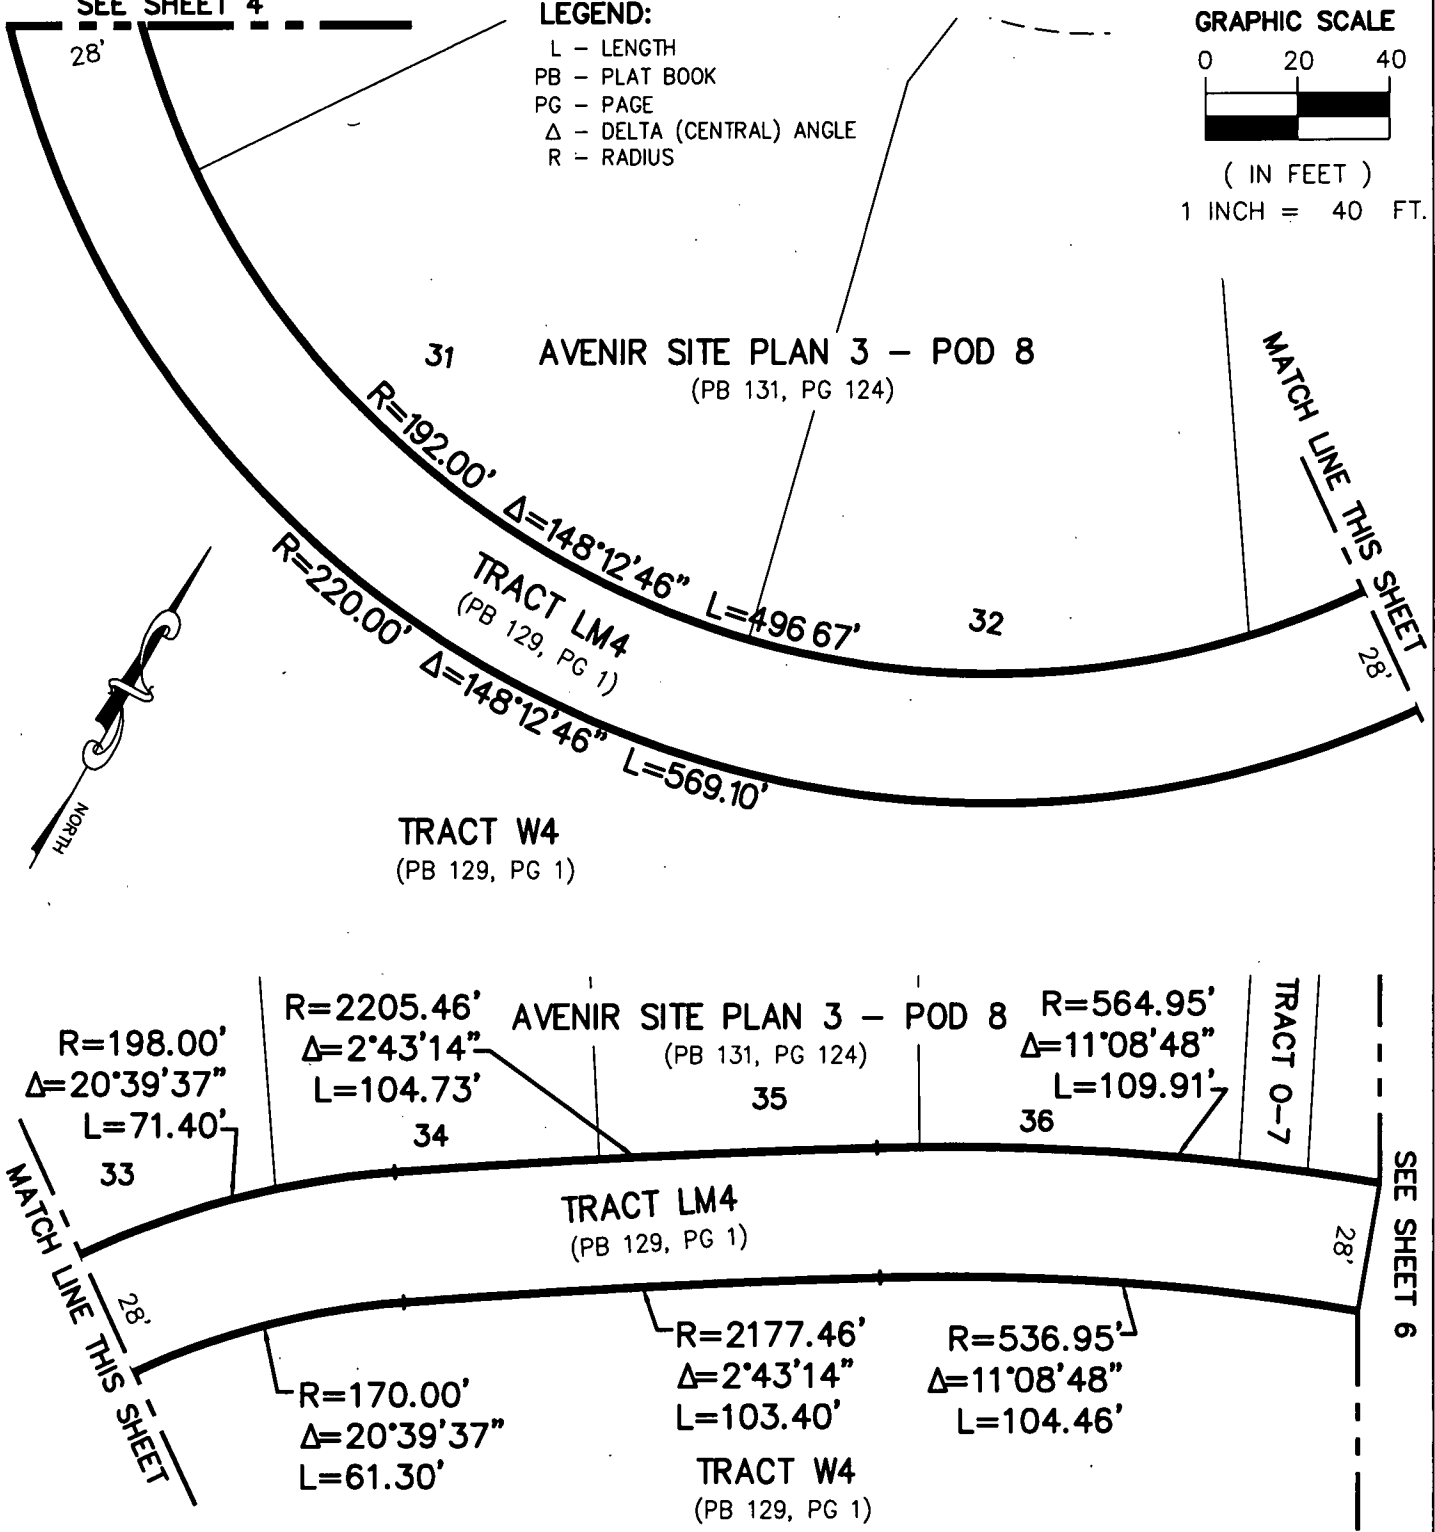 SEE SHEET 4
28'
LEGEND:
L – LENGTH
PB – PLAT BOOK
PG – PAGE
Δ – DELTA (CENTRAL) ANGLE
R – RADIUS
GRAPHIC SCALE
0 20 40
( IN FEET )
1 INCH = 40 FT.
31
AVENIR SITE PLAN 3 – POD 8
(PB 131, PG 124)
MATCH LINE THIS SHEET
28'
R=192.00' Δ=148°12'46" L=496 67'
32
TRACT LM4
(PB 129, PG 1)
R=220.00' Δ=148°12'46" L=569.10'
NORTH
TRACT W4
(PB 129, PG 1)
R=198.00'
Δ=20°39'37"
L=71.40'
33
R=2205.46'
Δ=2°43'14"
L=104.73'
34
AVENIR SITE PLAN 3 – POD 8
(PB 131, PG 124)
35
R=564.95'
Δ=11°08'48"
L=109.91'
36
TRACT O-7
SEE SHEET 6
MATCH LINE THIS SHEET
28'
TRACT LM4
(PB 129, PG 1)
28'
R=170.00'
Δ=20°39'37"
L=61.30'
R=2177.46'
Δ=2°43'14"
L=103.40'
R=536.95'
Δ=11°08'48"
L=104.46'
TRACT W4
(PB 129, PG 1)